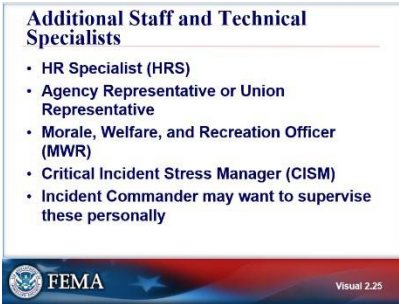 Additional Staff and Technical
Specialists
• HR Specialist (HRS)
• Agency Representative or Union
Representative
• Morale, Welfare, and Recreation Officer
(MWR)
• Critical Incident Stress Manager (CISM)
• Incident Commander may want to supervise
these personally
FEMA
Visual 2.25